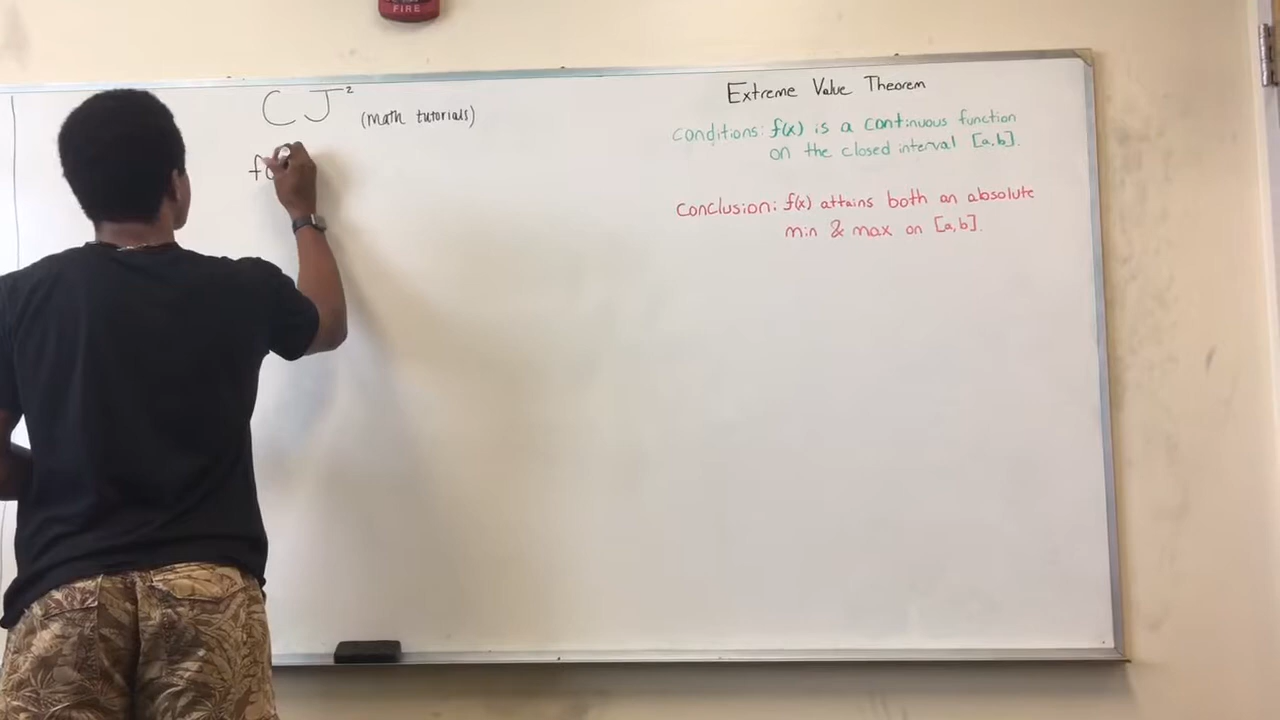 FIRE
CJ² (math tutorials)
f(
Extreme Value Theorem
conditions: f(x) is a continuous function
on the closed interval [a,b].
Conclusion: f(x) attains both an absolute
min & max on [a,b].